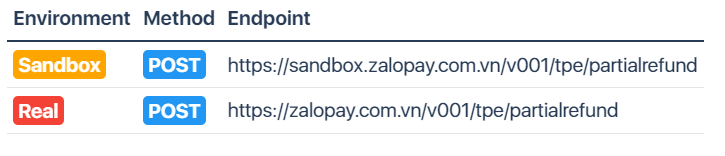 Environment Method Endpoint
Sandbox POST https://sandbox.zalopay.com.vn/v001/tpe/partialrefund
Real POST https://zalopay.com.vn/v001/tpe/partialrefund